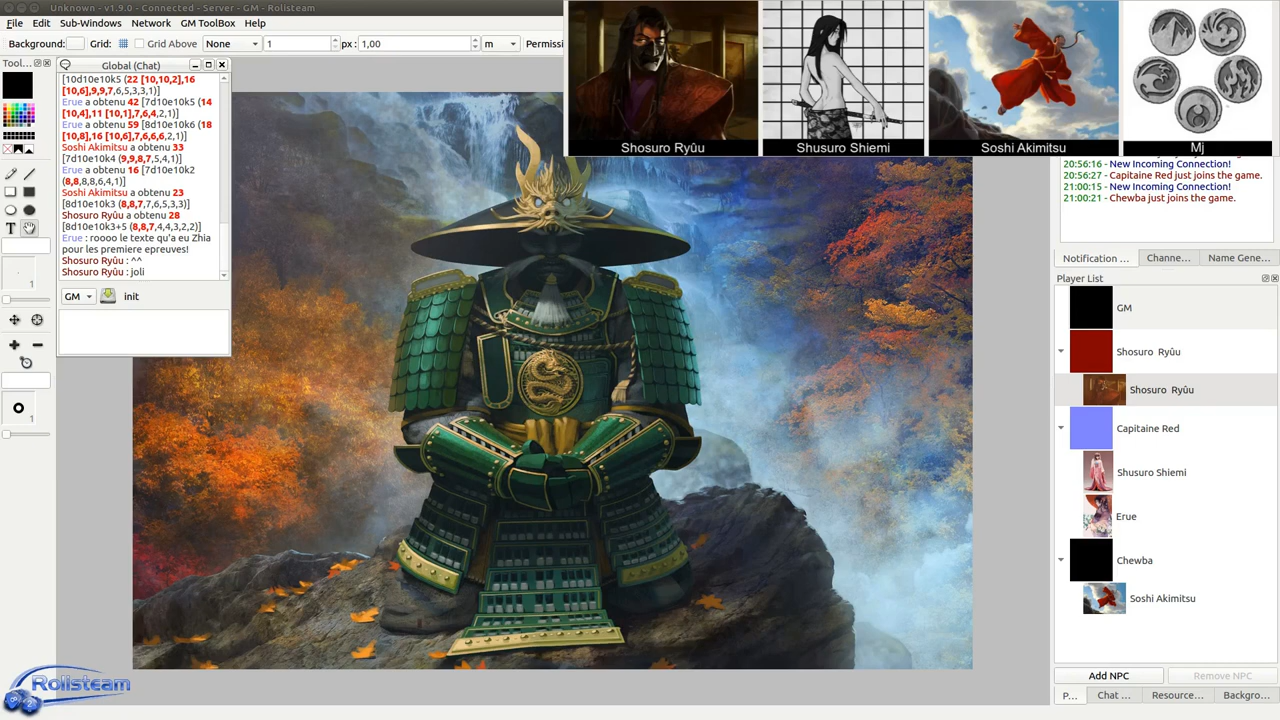 Unknown - v1.9.0 - Connected - Server - GM - Rolisteam
File Edit Sub-Windows Network GM ToolBox Help
Background: Grid: Grid Above None 1 px : 1,00 m Permissi
Shosuro Ryûu
Shusuro Shiemi
Soshi Akimitsu
Mj
Tool...
Global (Chat)
[10d10e10k5 (22 [10,10,2],16
[10,6],9,9,7,6,5,3,3,1)]
Erue a obtenu 42 [7d10e10k5 (14
[10,4],11 [10,1],7,6,4,2,1)]
Erue a obtenu 59 [8d10e10k6 (18
[10,8],16 [10,6],7,6,6,6,2,1)]
Soshi Akimitsu a obtenu 33
[7d10e10k4 (9,9,8,7,5,4,1)]
Erue a obtenu 16 [7d10e10k2
(8,8,8,8,6,4,1)]
Soshi Akimitsu a obtenu 23
[8d10e10k3 (8,8,7,7,6,5,3,3)]
Shosuro Ryûu a obtenu 28
[8d10e10k3+5 (8,8,7,4,4,3,2,2)]
Erue : roooo le texte qu'a eu Zhia
pour les premiere epreuves!
Shosuro Ryûu : ^^
Shosuro Ryûu : joli
GM init
T
1
1
20:56:16 - New Incoming Connection!
20:56:27 - Capitaine Red just joins the game.
21:00:15 - New Incoming Connection!
21:00:21 - Chewba just joins the game.
Notification ... Channe... Name Gene...
Player List
GM
Shosuro Ryûu
Shosuro Ryûu
Capitaine Red
Shusuro Shiemi
Erue
Chewba
Soshi Akimitsu
Add NPC Remove NPC
P... Chat ... Resource... Backgro...
Rolisteam